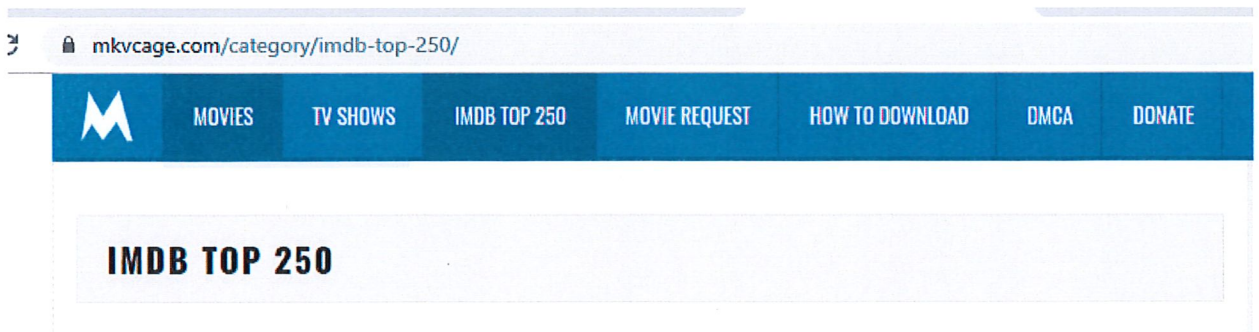 mkvcage.com/category/imdb-top-250/
MOVIES TV SHOWS IMDB TOP 250 MOVIE REQUEST HOW TO DOWNLOAD DMCA DONATE
IMDB TOP 250